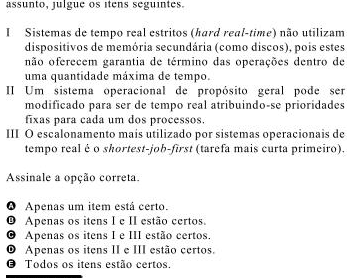 assunto, julgue os itens seguintes.
I Sistemas de tempo real estritos (hard real-time) não utilizam
dispositivos de memória secundária (como discos), pois estes
não oferecem garantia de término das operações dentro de
uma quantidade máxima de tempo.
II Um sistema operacional de propósito geral pode ser
modificado para ser de tempo real atribuindo-se prioridades
fixas para cada um dos processos.
III O escalonamento mais utilizado por sistemas operacionais de
tempo real é o shortest-job-first (tarefa mais curta primeiro).
Assinale a opção correta.
A Apenas um item está certo.
B Apenas os itens I e II estão certos.
C Apenas os itens I e III estão certos.
D Apenas os itens II e III estão certos.
E Todos os itens estão certos.